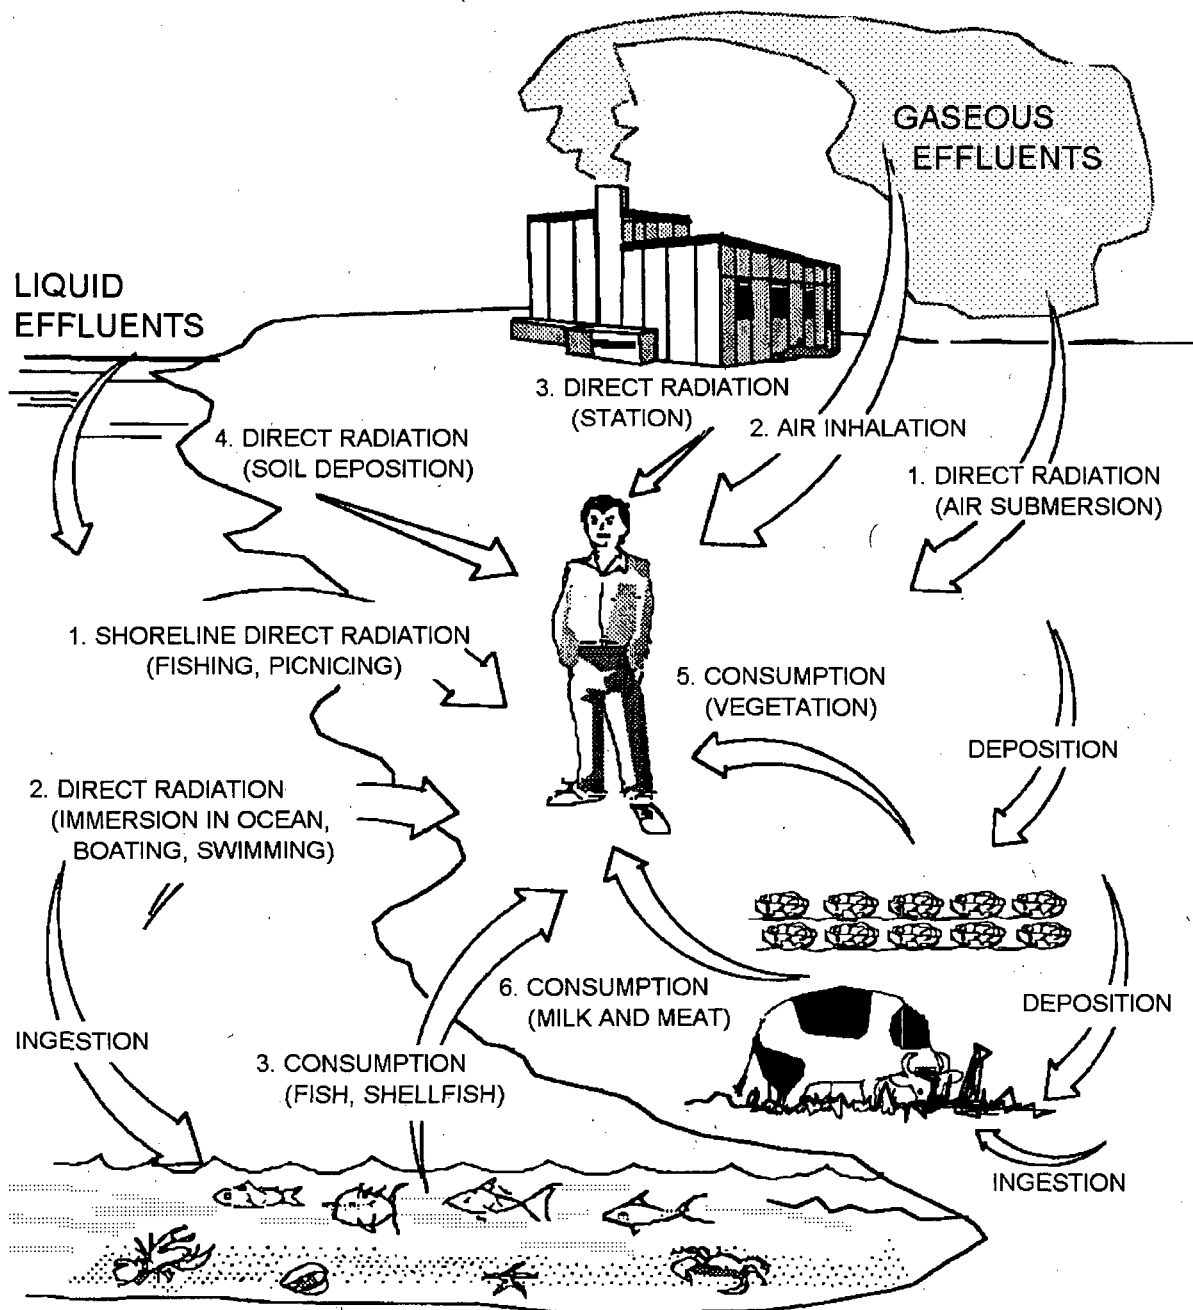 GASEOUS
EFFLUENTS
LIQUID
EFFLUENTS
3. DIRECT RADIATION
(STATION)
2. AIR INHALATION
4. DIRECT RADIATION
(SOIL DEPOSITION)
1. DIRECT RADIATION
(AIR SUBMERSION)
1. SHORELINE DIRECT RADIATION
(FISHING, PICNICING)
5. CONSUMPTION
(VEGETATION)
DEPOSITION
2. DIRECT RADIATION
(IMMERSION IN OCEAN,
BOATING, SWIMMING)
6. CONSUMPTION
(MILK AND MEAT)
DEPOSITION
INGESTION
3. CONSUMPTION
(FISH, SHELLFISH)
INGESTION